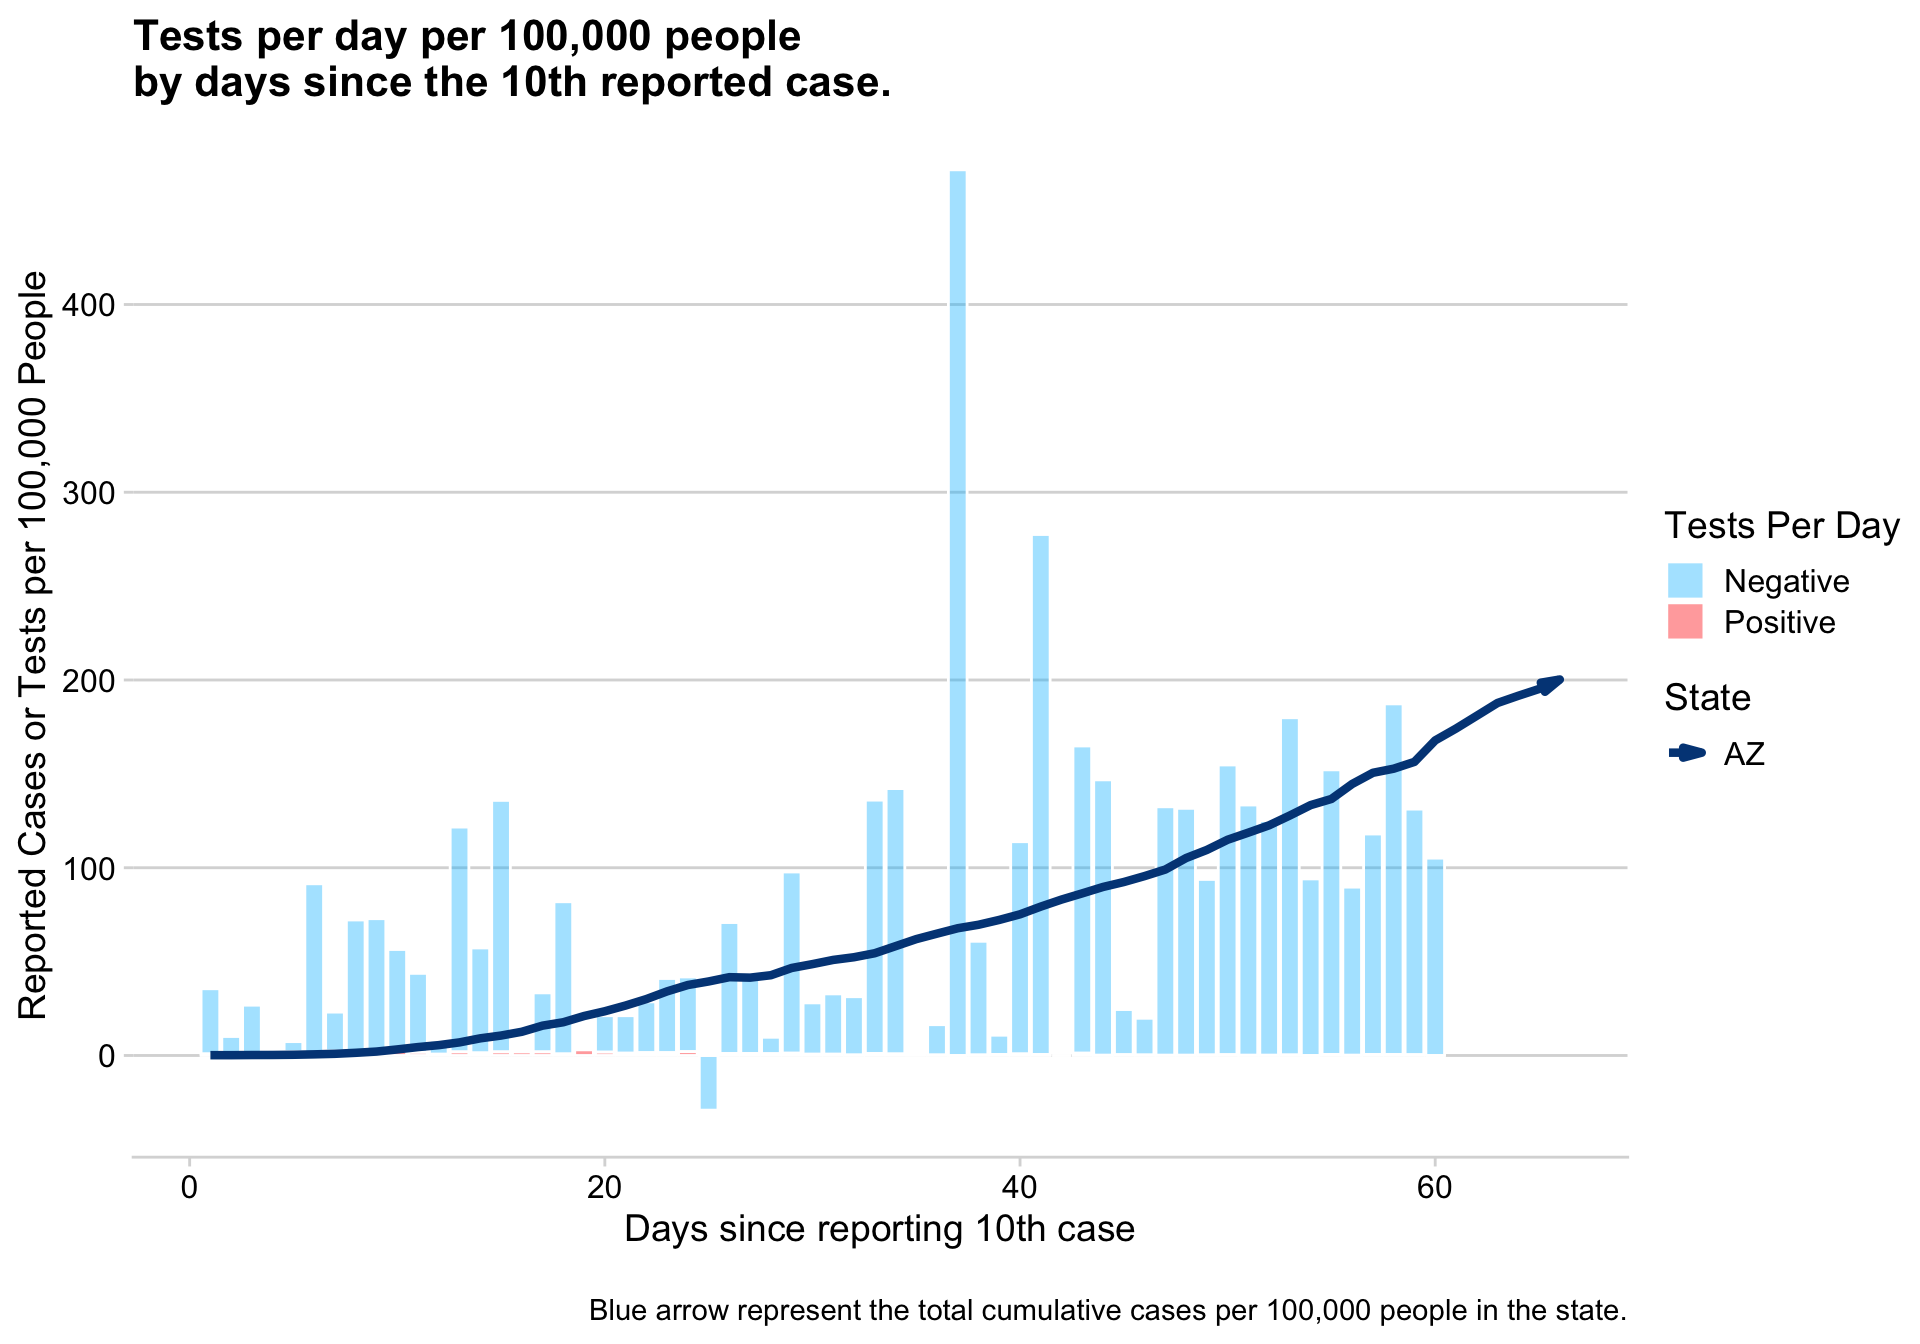 Tests per day per 100,000 people
by days since the 10th reported case.
Reported Cases or Tests per 100,000 People
400
300
200
100
0
0
20
40
60
Days since reporting 10th case
Tests Per Day
Negative
Positive
State
AZ
Blue arrow represent the total cumulative cases per 100,000 people in the state.